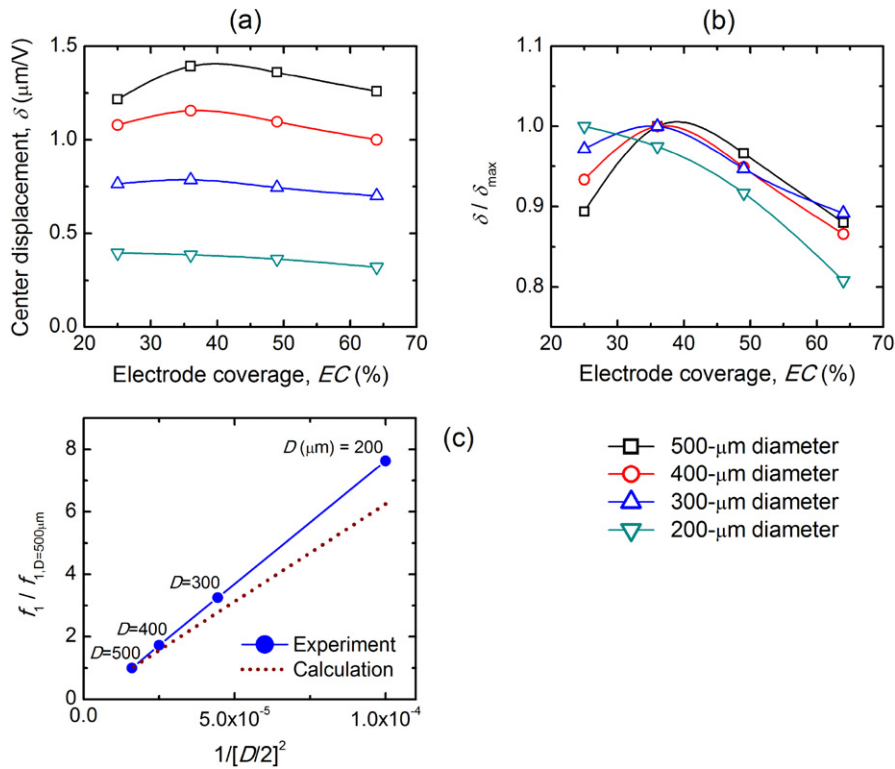 (a)
(b)
1.5
1.0
0.5
0.0
Center displacement, δ (μm/V)
20 30 40 50 60 70
Electrode coverage, EC (%)
1.1
1.0
0.9
0.8
δ / δmax
20 30 40 50 60 70
Electrode coverage, EC (%)
(c)
8
6
4
2
0
f1 / f1,D=500μm
D (μm) = 200
D=300
D=400
D=500
Experiment
Calculation
0.0 5.0x10-5 1.0x10-4
1/[D/2]2
500-μm diameter
400-μm diameter
300-μm diameter
200-μm diameter